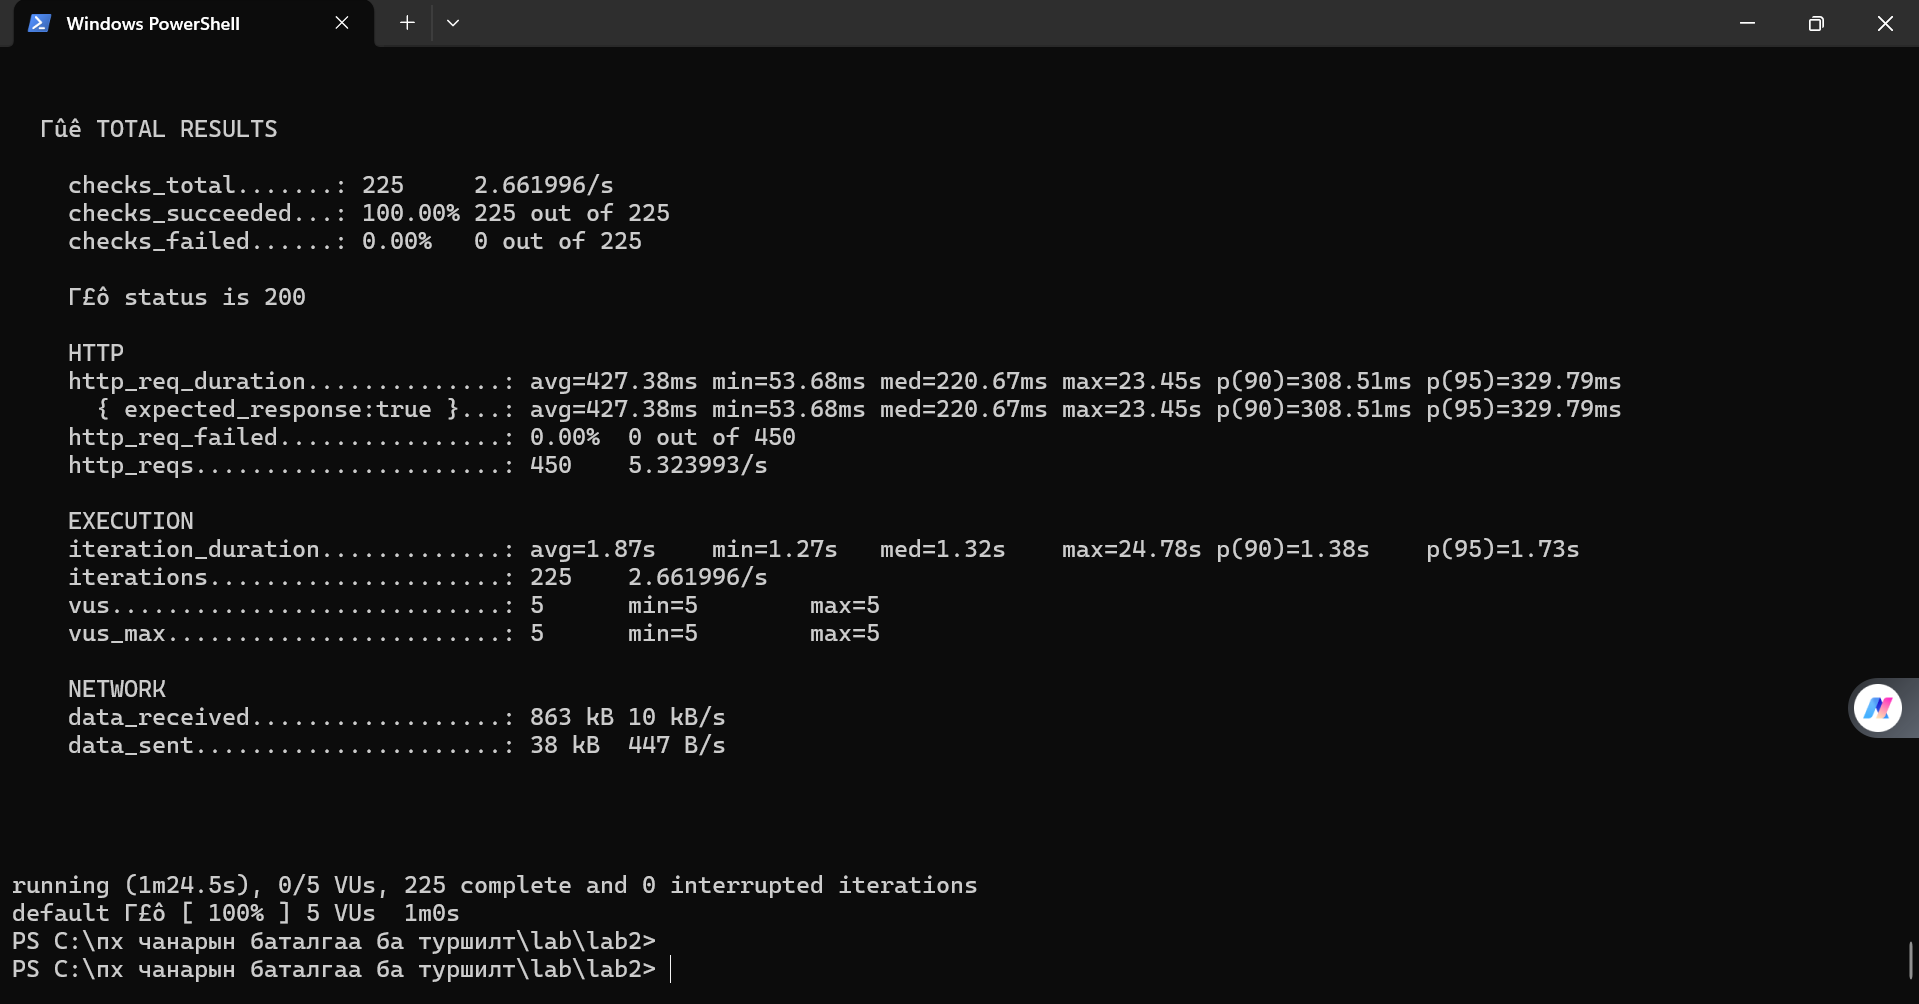 Windows PowerShell
Гûê TOTAL RESULTS
checks_total.......: 225     2.661996/s
checks_succeeded...: 100.00% 225 out of 225
checks_failed......: 0.00%   0 out of 225
Г£ô status is 200
HTTP
http_req_duration..............: avg=427.38ms min=53.68ms med=220.67ms max=23.45s p(90)=308.51ms p(95)=329.79ms
{ expected_response:true }...: avg=427.38ms min=53.68ms med=220.67ms max=23.45s p(90)=308.51ms p(95)=329.79ms
http_req_failed................: 0.00%  0 out of 450
http_reqs......................: 450    5.323993/s
EXECUTION
iteration_duration.............: avg=1.87s    min=1.27s   med=1.32s    max=24.78s p(90)=1.38s    p(95)=1.73s
iterations.....................: 225    2.661996/s
vus............................: 5      min=5        max=5
vus_max........................: 5      min=5        max=5
NETWORK
data_received..................: 863 kB 10 kB/s
data_sent......................: 38 kB  447 B/s
running (1m24.5s), 0/5 VUs, 225 complete and 0 interrupted iterations
default Г£ô [ 100% ] 5 VUs  1m0s
PS C:\пх чанарын баталгаа ба туршилт\lab\lab2>
PS C:\пх чанарын баталгаа ба туршилт\lab\lab2>